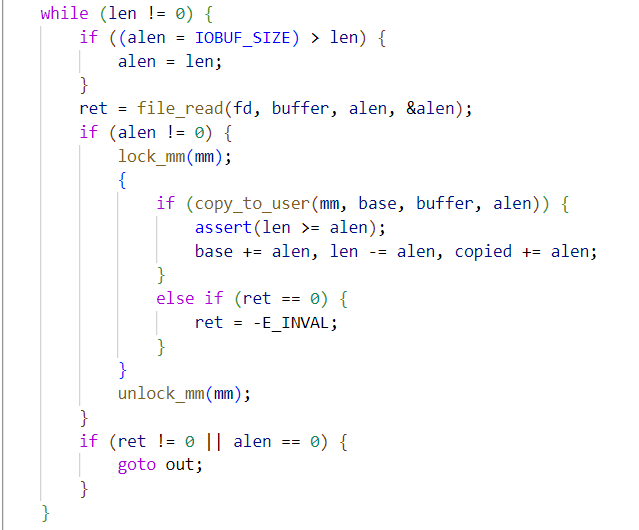 while (len != 0) {
if ((alen = IOBUF_SIZE) > len) {
alen = len;
}
ret = file_read(fd, buffer, alen, &alen);
if (alen != 0) {
lock_mm(mm);
{
if (copy_to_user(mm, base, buffer, alen)) {
assert(len >= alen);
base += alen, len -= alen, copied += alen;
}
else if (ret == 0) {
ret = -E_INVAL;
}
}
unlock_mm(mm);
}
if (ret != 0 || alen == 0) {
goto out;
}
}